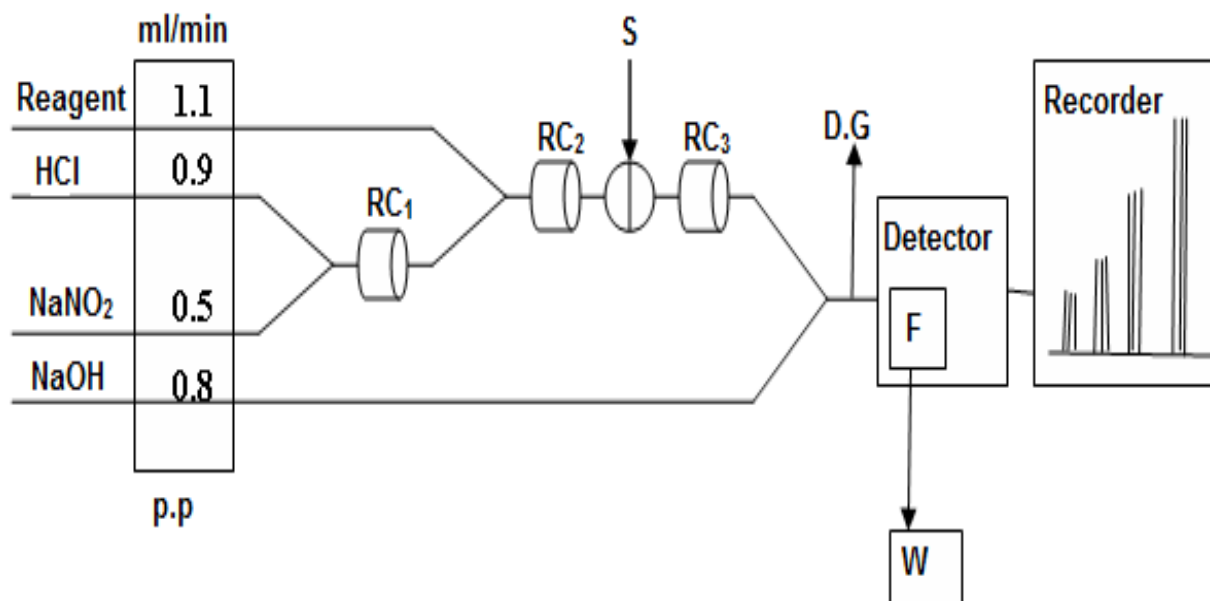 ml/min
S
Reagent 1.1
Recorder
HCl 0.9
RC2
RC3
D.G
RC1
Detector
NaNO2 0.5
F
NaOH 0.8
p.p
W